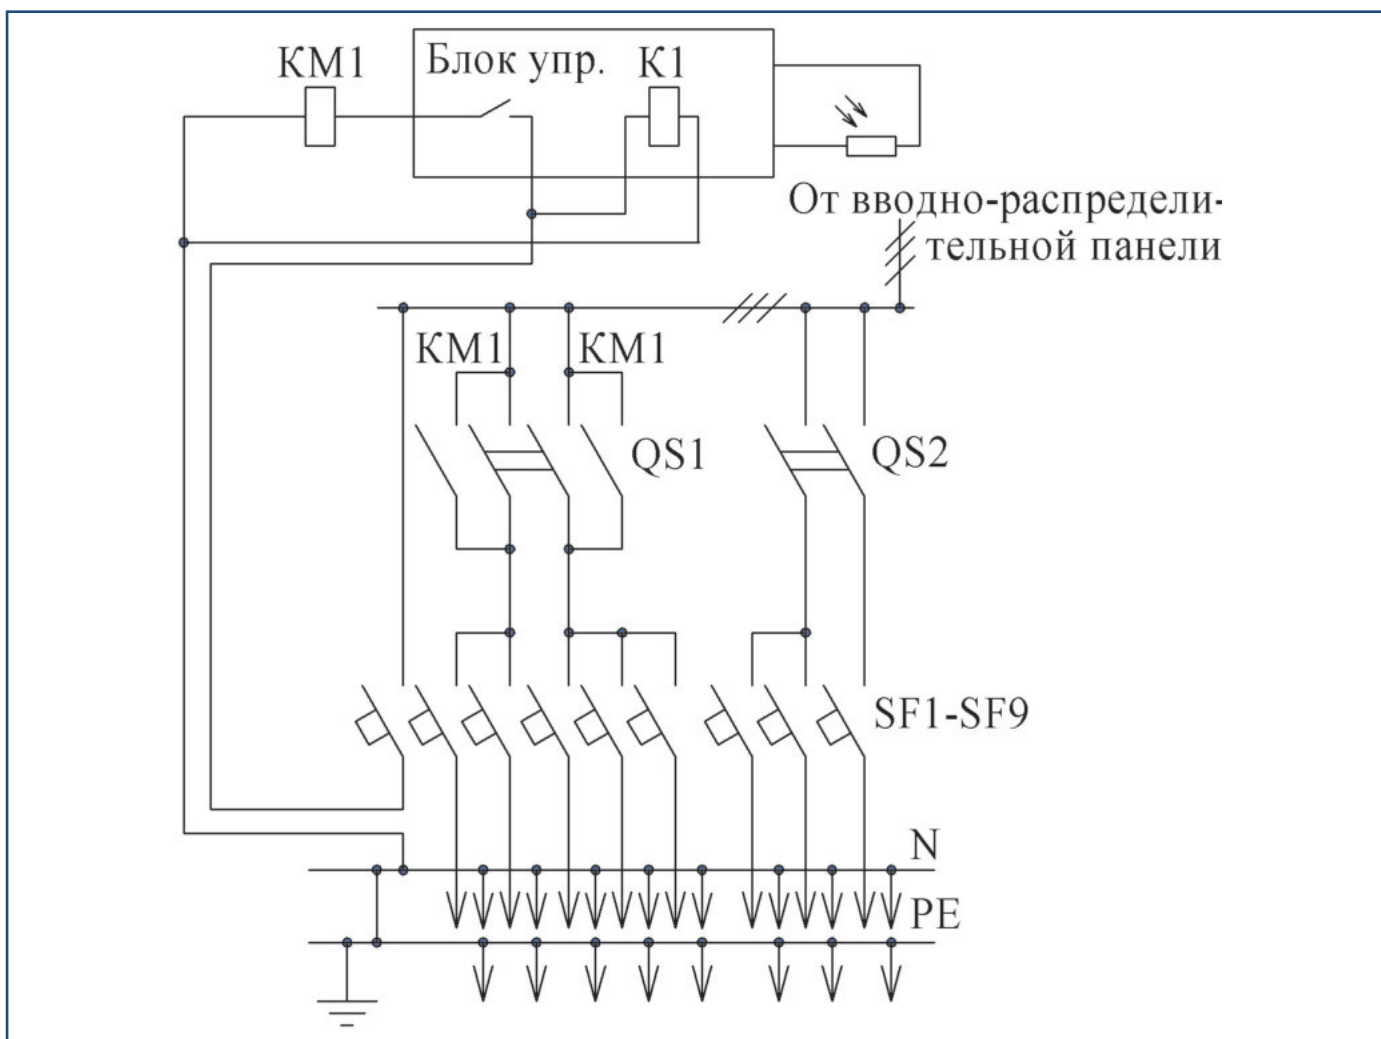 КМ1
Блок упр.
К1
От вводно-распредели-
тельной панели
КМ1
КМ1
QS1
QS2
SF1-SF9
N
PE